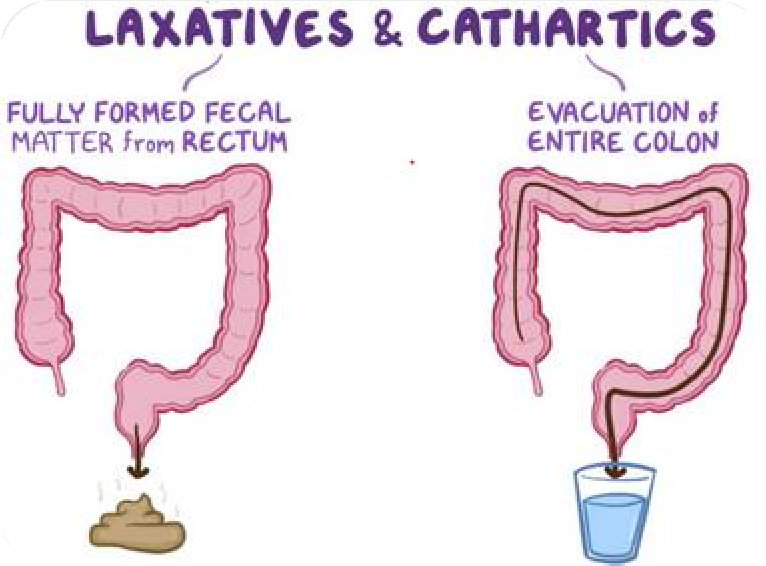 LAXATIVES & CATHARTICS
FULLY FORMED FECAL
MATTER from RECTUM
EVACUATION of
ENTIRE COLON